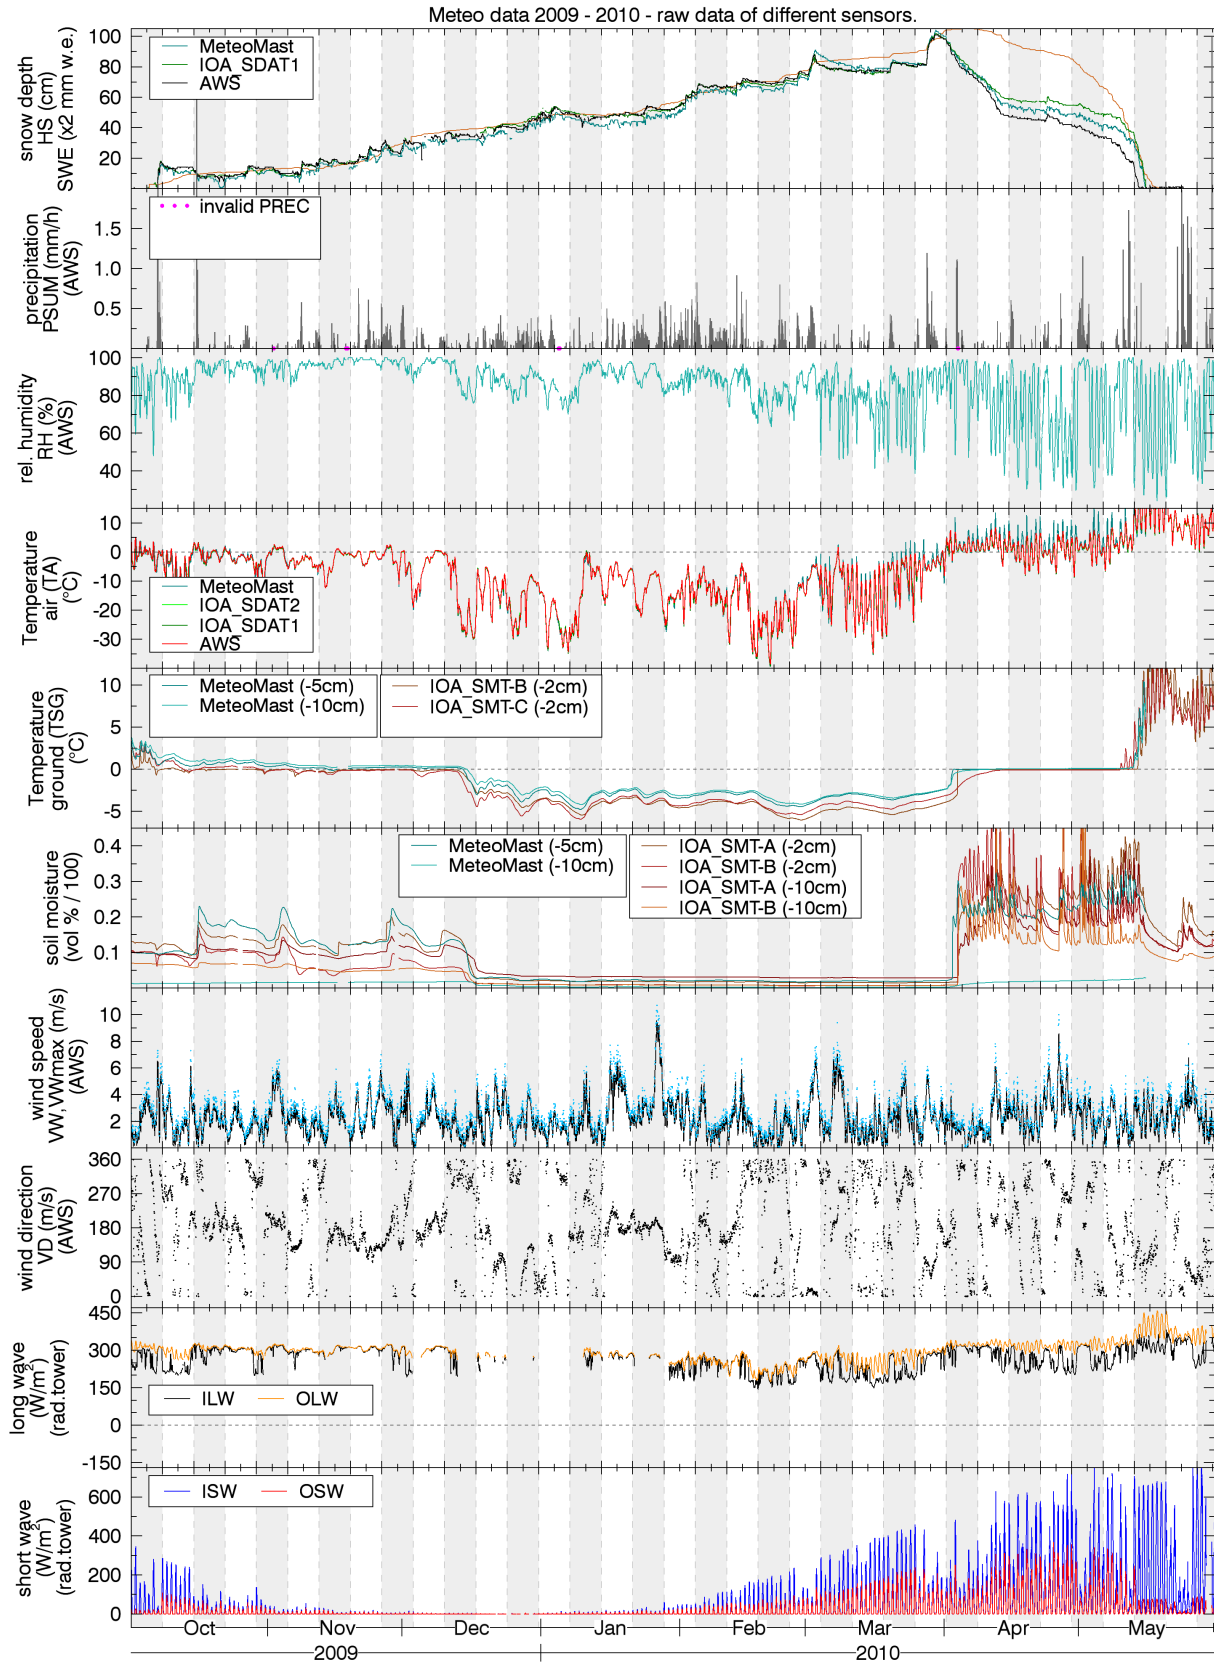 Meteo data 2009 - 2010 - raw data of different sensors.
snow depth
HS (cm)
SWE (x2 mm w.e.)
100
80
60
40
20
MeteoMast
IOA_SDAT1
AWS
precipitation
PSUM (mm/h)
(AWS)
1.5
1.0
0.5
invalid PREC
rel. humidity
RH (%)
(AWS)
100
80
60
40
Temperature
air (TA)
(°C)
10
0
-10
-20
-30
MeteoMast
IOA_SDAT2
IOA_SDAT1
AWS
Temperature
ground (TSG)
(°C)
10
5
0
-5
MeteoMast (-5cm)
MeteoMast (-10cm)
IOA_SMT-B (-2cm)
IOA_SMT-C (-2cm)
soil moisture
(vol % / 100)
0.4
0.3
0.2
0.1
MeteoMast (-5cm)
MeteoMast (-10cm)
IOA_SMT-A (-2cm)
IOA_SMT-B (-2cm)
IOA_SMT-A (-10cm)
IOA_SMT-B (-10cm)
wind speed
VW,VWmax (m/s)
(AWS)
10
8
6
4
2
wind direction
VD (m/s)
(AWS)
360
270
180
90
0
long wave
(W/m²)
(rad.tower)
450
300
150
0
-150
ILW OLW
short wave
(W/m²)
(rad.tower)
600
400
200
0
ISW OSW
Oct Nov Dec Jan Feb Mar Apr May
2009 2010